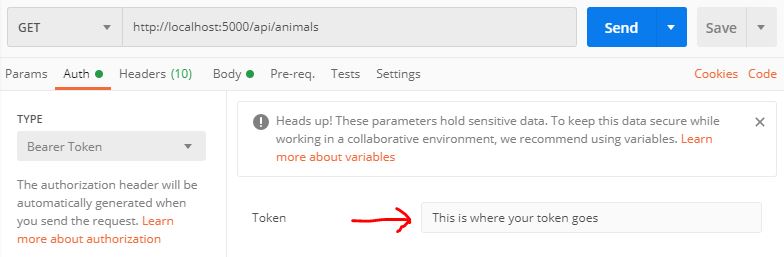 GET http://localhost:5000/api/animals Send Save
Params Auth Headers (10) Body Pre-req. Tests Settings Cookies Code
TYPE
Bearer Token
The authorization header will be
automatically generated when
you send the request. Learn
more about authorization
Heads up! These parameters hold sensitive data. To keep this data secure while
working in a collaborative environment, we recommend using variables. Learn
more about variables
Token This is where your token goes